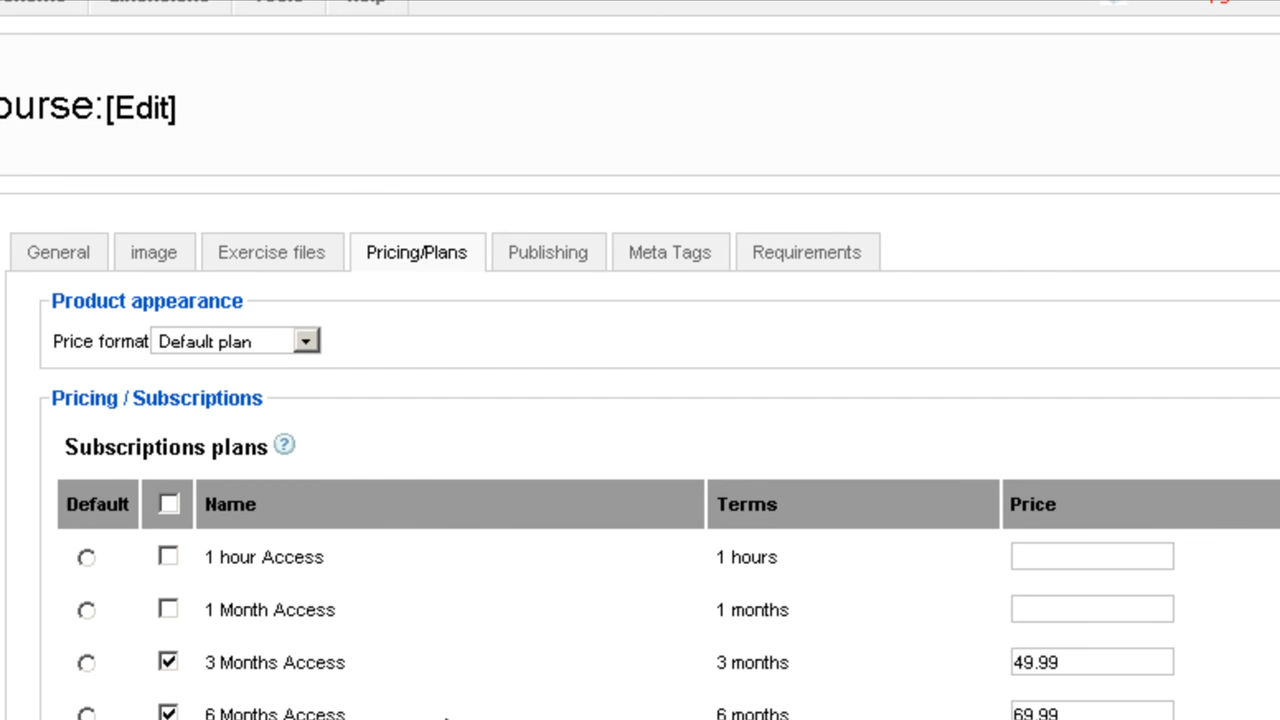 ourse:[Edit]
General image Exercise files Pricing/Plans Publishing Meta Tags Requirements
Product appearance
Price format Default plan
Pricing / Subscriptions
Subscriptions plans ?
Default Name Terms Price
1 hour Access 1 hours
1 Month Access 1 months
3 Months Access 3 months 49.99
6 Months Access 6 months 69.99